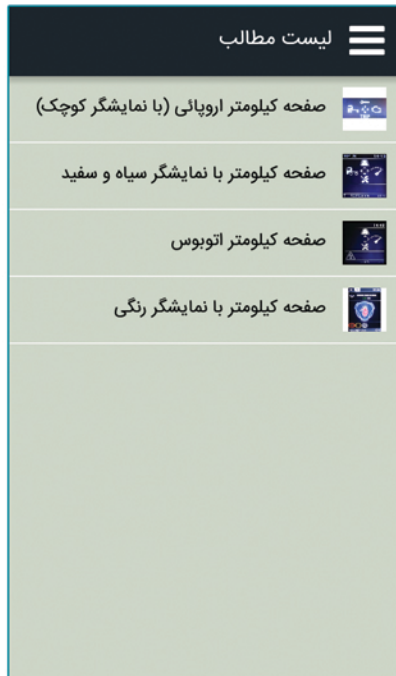 لیست مطالب
صفحه کیلومتر اروپائی (با نمایشگر کوچک)
صفحه کیلومتر با نمایشگر سیاه و سفید
صفحه کیلومتر اتوبوس
صفحه کیلومتر با نمایشگر رنگی